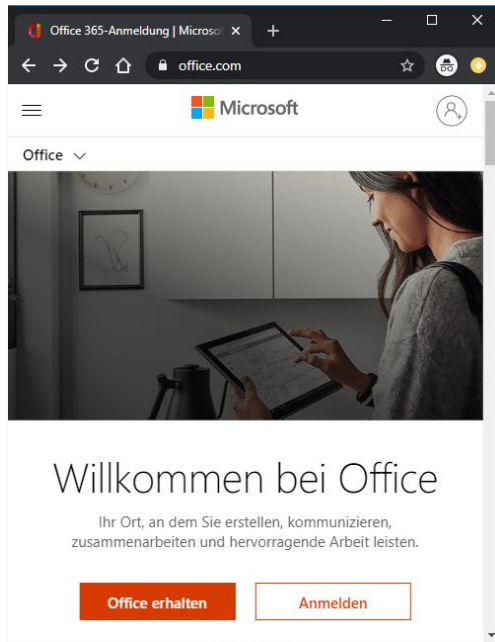 Office 365-Anmeldung | Microso
office.com
Microsoft
Office
Willkommen bei Office
Ihr Ort, an dem Sie erstellen, kommunizieren,
zusammenarbeiten und hervorragende Arbeit leisten.
Office erhalten
Anmelden